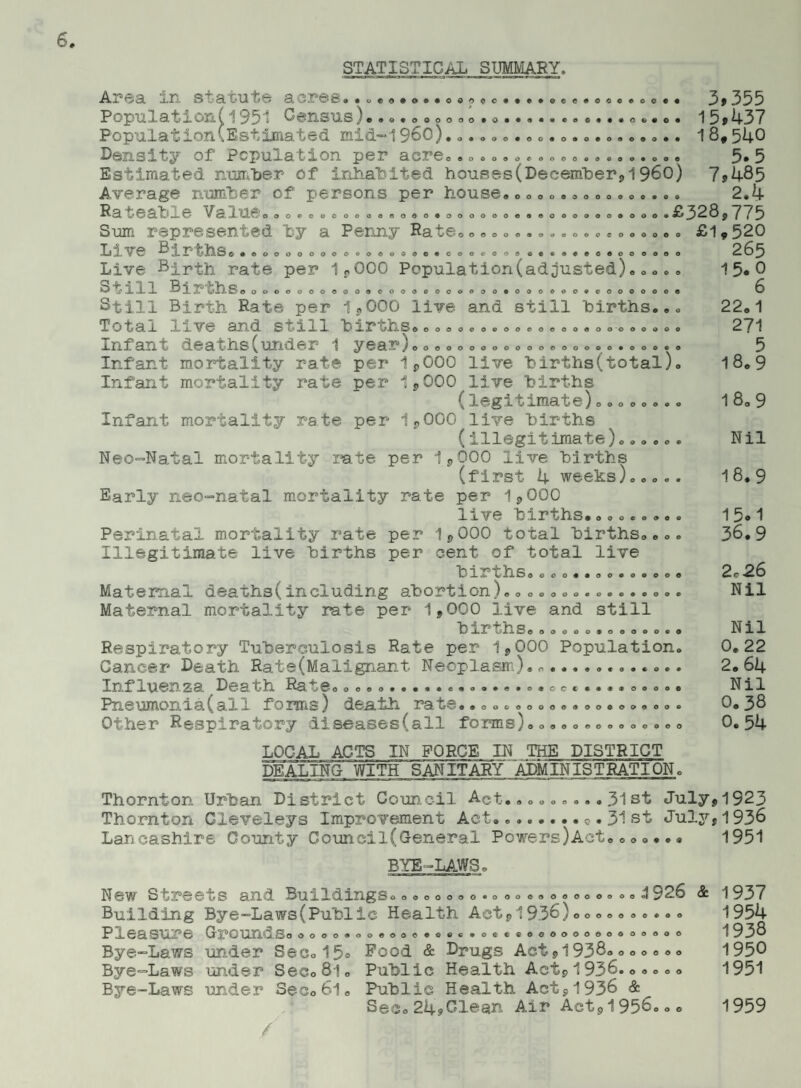 6.
STATISTICAL SUMMARY.
Area in statute acres........................... 3,355
Population(1951 Census)......................... 15,437
Population(Estimated mid-1960).................. 18,540
Density of Population per acre.................. 5.5
Estimated number of inhabited houses(December,1960) 7,485
Average number of persons per house............... 2.4
Rateable Value.................................£328,775
Sum represented by a Penny Rate................... £1,520
Live Births...................................... 265
Live Birth rate per 1,000 Population(adjusted)..... 15.0
Still Births..................................... 6
Still Birth Rate per 1,000 live and still births... 22.1
Total live and still births....................... 271
Infant deaths(under 1 year)....................... 5
Infant mortality rate per 1,000 live births(total). 18.9
Infant mortality rate per 1,000 live births
(legitimate)........ 18.9
Infant mortality rate per 1,000 live births
(illegitimate)...... Nil
Neo-Natal mortality rate per 1,000 live births
(first 4 weeks)..... 18.9
Early neo-natal mortality rate per 1,000
live births......... 15.1
Perinatal mortality rate per 1,000 total births.... 36.9
Illegitimate live births per cent of total live
births............. 2.26
Maternal deaths(including abortion)............... Nil
Maternal mortality rate per 1,000 live and still
births............. Nil
Respiratory Tuberculosis Rate per 1,000 Population. 0.22
Cancer Death Rate(Malignant Neoplasm)............. 2.64
Influenza Death Rate............................. Nil
Pneumonia(all forms) death rate................... 0.38
Other Respiratory diseases(all forms)............. 0.54
LOCAL ACTS IN FORCE IN THE DISTRICT
DEALING WITH SANITARY ADMINISTRATION.
Thornton Urban District Council Act.........31st July,1923
Thornton Cleveleys Improvement Act.........31st July,1936
Lancashire County Council(General Powers)Act...... 1951
BYE-LAWS.
New Streets and Buildings.....................1926 & 1937
Building Bye-Laws(Public Health Act,1936).......... 1954
Pleasure Grounds................................. 1938
Bye-Laws under Sec.15. Food & Drugs Act,1938....... 1950
Bye-Laws under Sec.81. Public Health Act,1936...... 1951
Bye-Laws under Sec.61. Public Health Act,1936 &
Sec.24,Clean Air Act,1956... 1959